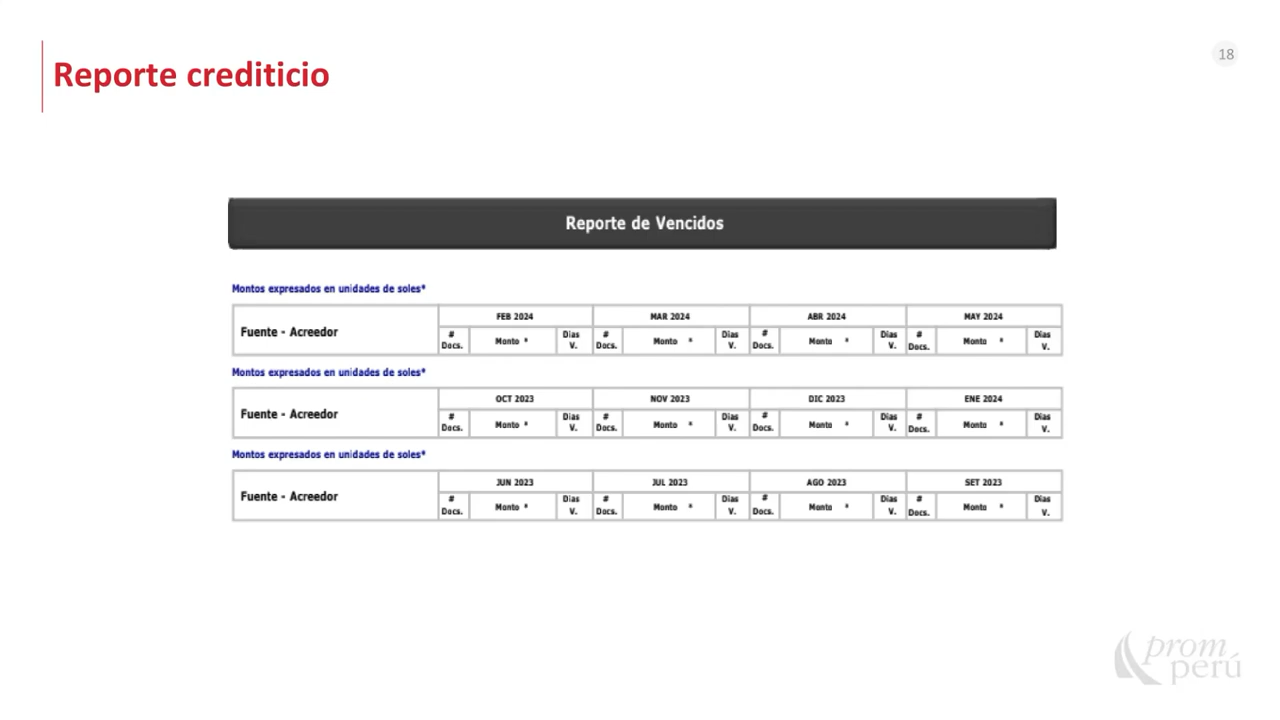 Reporte crediticio
18
Reporte de Vencidos
Montos expresados en unidades de soles*
Fuente - Acreedor
FEB 2024 MAR 2024 ABR 2024 MAY 2024
# Docs. Monto * Dias V. # Docs. Monto * Dias V. # Docs. Monto * Dias V. # Docs. Monto * Dias V.
Montos expresados en unidades de soles*
Fuente - Acreedor
OCT 2023 NOV 2023 DIC 2023 ENE 2024
# Docs. Monto * Dias V. # Docs. Monto * Dias V. # Docs. Monto * Dias V. # Docs. Monto * Dias V.
Montos expresados en unidades de soles*
Fuente - Acreedor
JUN 2023 JUL 2023 AGO 2023 SET 2023
# Docs. Monto * Dias V. # Docs. Monto * Dias V. # Docs. Monto * Dias V. # Docs. Monto * Dias V.
prom
perú